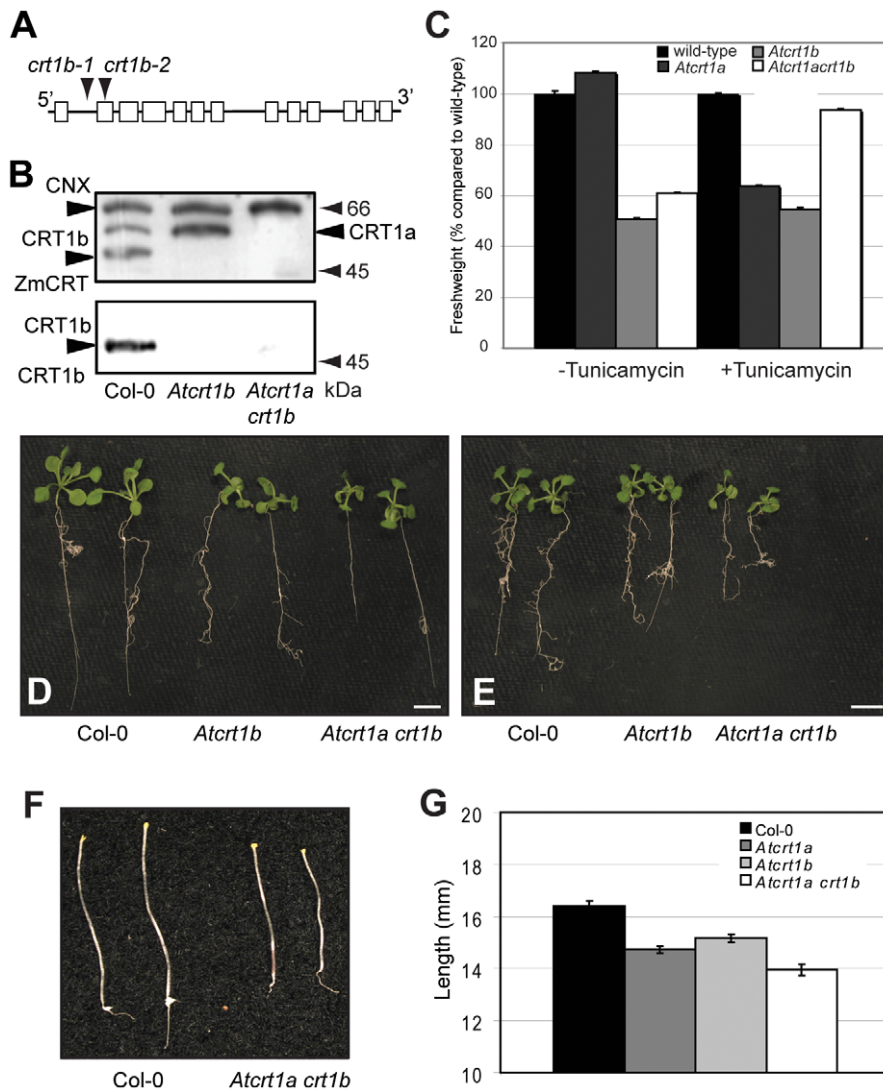 A
crt1b-1 crt1b-2
5' 3'
B
CNX
66
CRT1b
CRT1a
ZmCRT
45
CRT1b
CRT1b
45
Col-0 Atcrt1b Atcrt1a crt1b kDa
C
wild-type Atcrt1b
Atcrt1a Atcrt1acrt1b
Freshweight (% compared to wild-type)
120
100
80
60
40
20
0
-Tunicamycin +Tunicamycin
D
Col-0 Atcrt1b Atcrt1a crt1b
E
Col-0 Atcrt1b Atcrt1a crt1b
F
Col-0 Atcrt1a crt1b
G
Col-0
Atcrt1a
Atcrt1b
Atcrt1a crt1b
Length (mm)
20
18
16
14
12
10